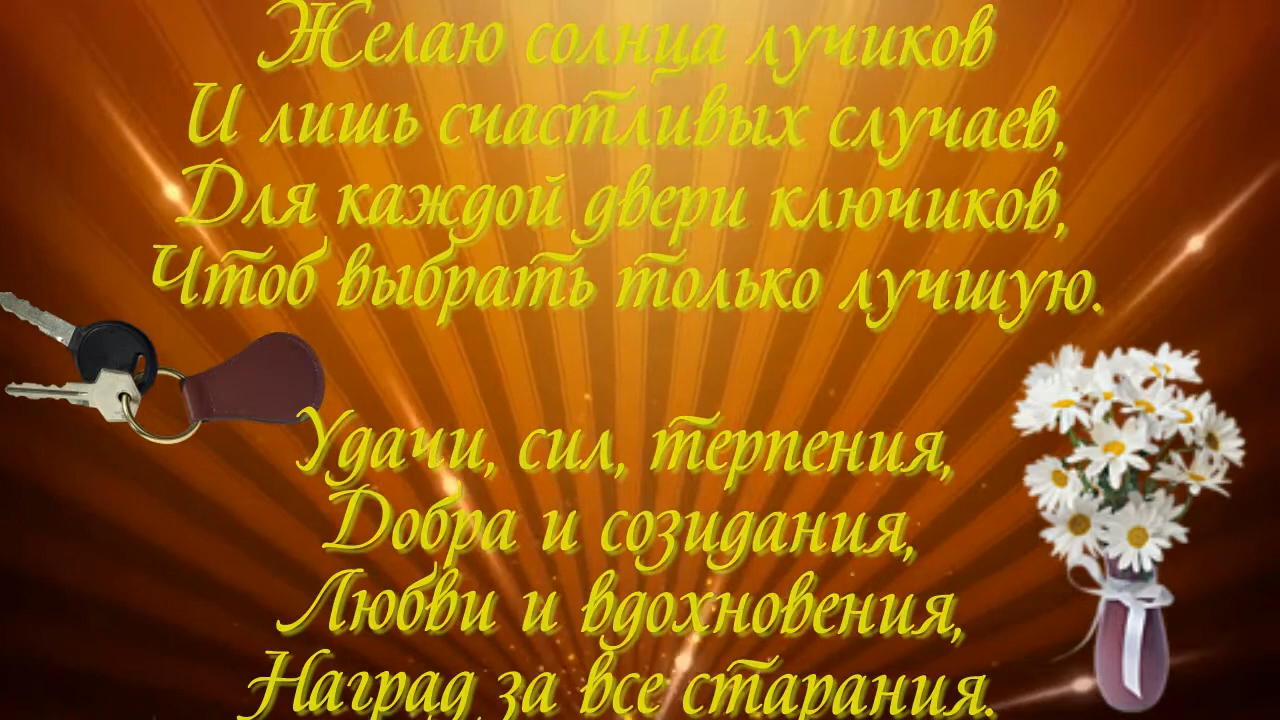 Желаю солнца лучиков
И лишь счастливых случаев,
Для каждой двери ключиков,
Чтоб выбрать только лучшую.
Удачи, сил, терпения,
Добра и созидания,
Любви и вдохновения,
Наград за все старания.